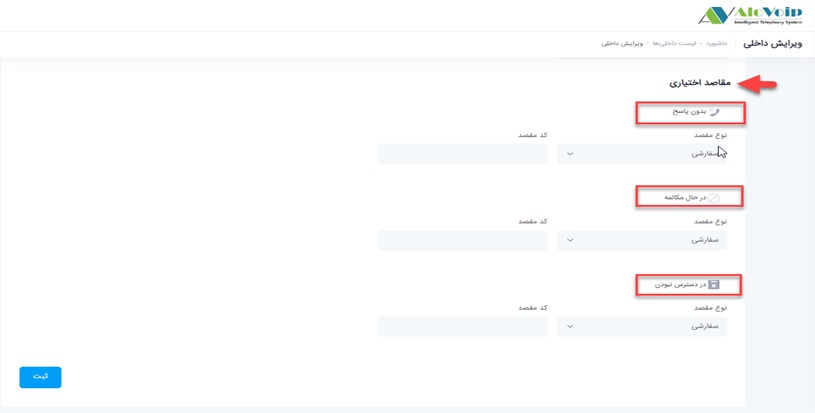 AloVoip
Intelligent Telephony System
ویرایش داخلی | داشبورد - لیست داخلی‌ها - ویرایش داخلی
مقاصد اختیاری
بدون پاسخ
نوع مقصد
کد مقصد
سفارشی
در حال مکالمه
نوع مقصد
کد مقصد
سفارشی
در دسترس نبودن
نوع مقصد
کد مقصد
سفارشی
ثبت